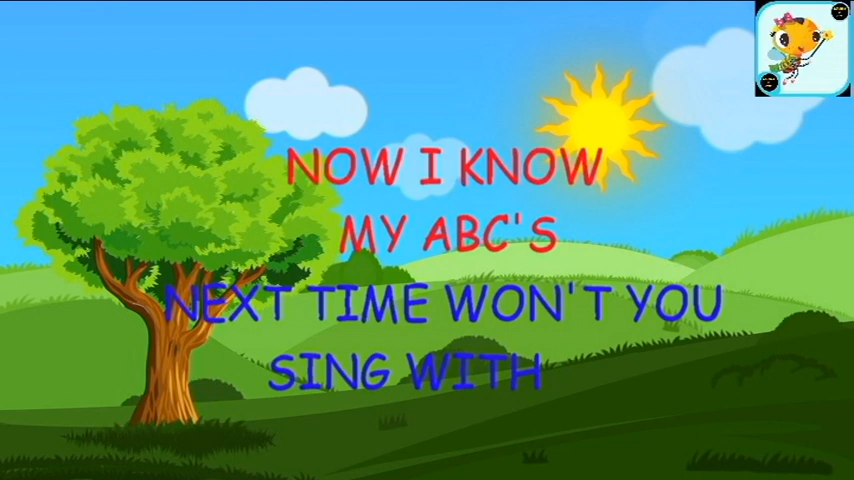 NOW I KNOW
MY ABC'S
NEXT TIME WON'T YOU
SING WITH